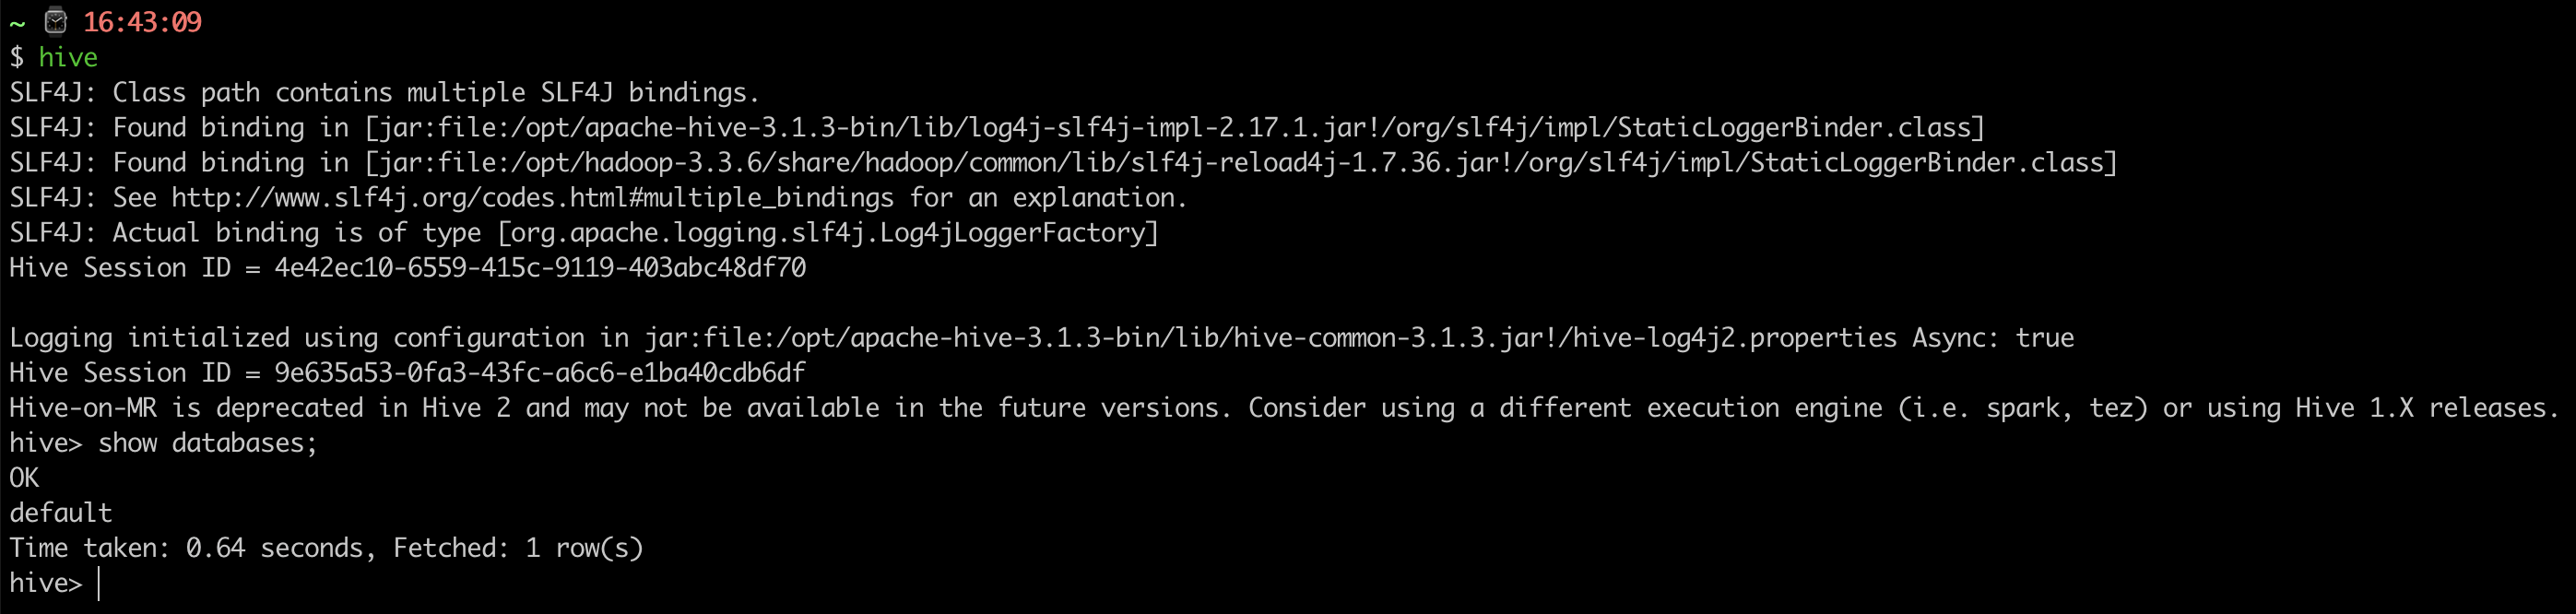 ~ ⌚ 16:43:09
$ hive
SLF4J: Class path contains multiple SLF4J bindings.
SLF4J: Found binding in [jar:file:/opt/apache-hive-3.1.3-bin/lib/log4j-slf4j-impl-2.17.1.jar!/org/slf4j/impl/StaticLoggerBinder.class]
SLF4J: Found binding in [jar:file:/opt/hadoop-3.3.6/share/hadoop/common/lib/slf4j-reload4j-1.7.36.jar!/org/slf4j/impl/StaticLoggerBinder.class]
SLF4J: See http://www.slf4j.org/codes.html#multiple_bindings for an explanation.
SLF4J: Actual binding is of type [org.apache.logging.slf4j.Log4jLoggerFactory]
Hive Session ID = 4e42ec10-6559-415c-9119-403abc48df70
Logging initialized using configuration in jar:file:/opt/apache-hive-3.1.3-bin/lib/hive-common-3.1.3.jar!/hive-log4j2.properties Async: true
Hive Session ID = 9e635a53-0fa3-43fc-a6c6-e1ba40cdb6df
Hive-on-MR is deprecated in Hive 2 and may not be available in the future versions. Consider using a different execution engine (i.e. spark, tez) or using Hive 1.X releases.
hive> show databases;
OK
default
Time taken: 0.64 seconds, Fetched: 1 row(s)
hive>